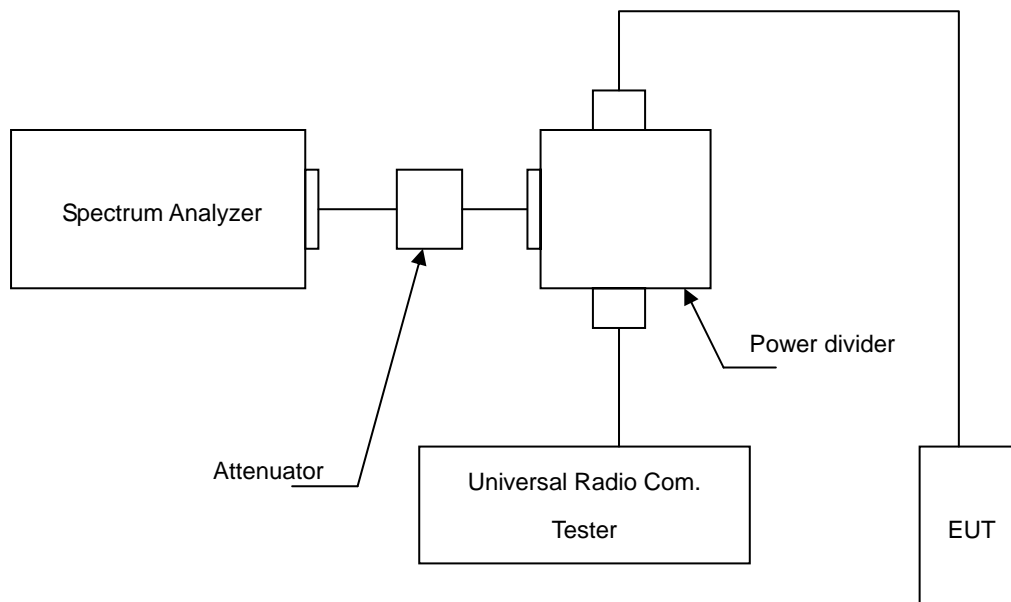 Spectrum Analyzer
Power divider
Attenuator
Universal Radio Com.
Tester
EUT